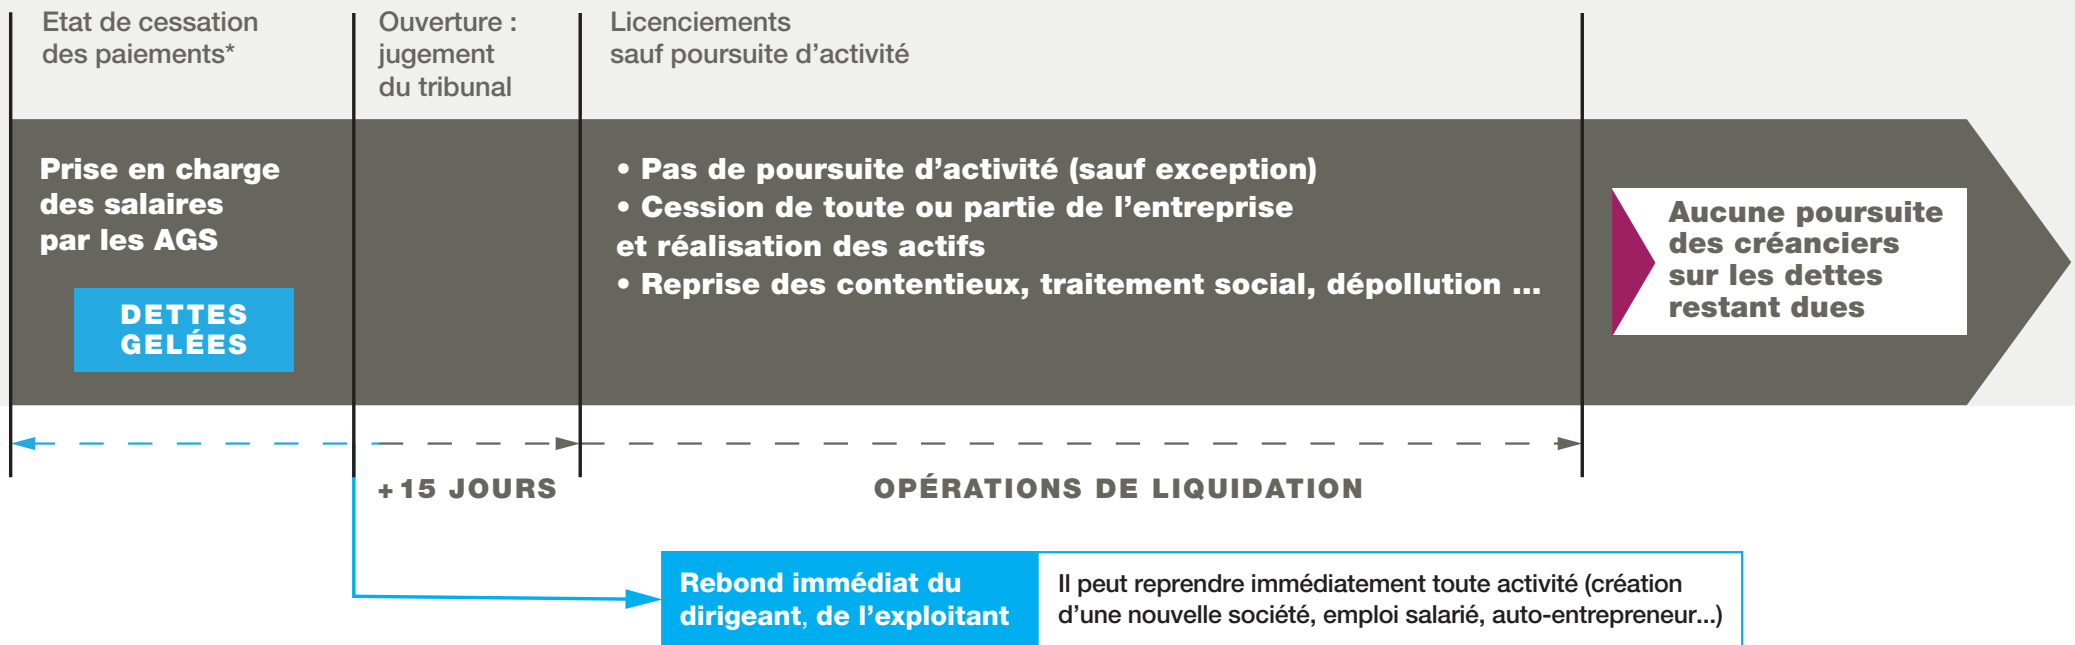 Etat de cessation
des paiements*
Ouverture :
jugement
du tribunal
Licenciements
sauf poursuite d’activité
Prise en charge
des salaires
par les AGS
DETTES
GELÉES
• Pas de poursuite d’activité (sauf exception)
• Cession de toute ou partie de l’entreprise
et réalisation des actifs
• Reprise des contentieux, traitement social, dépollution ...
Aucune poursuite
des créanciers
sur les dettes
restant dues
+ 15 JOURS
OPÉRATIONS DE LIQUIDATION
Rebond immédiat du
dirigeant, de l’exploitant
Il peut reprendre immédiatement toute activité (création
d’une nouvelle société, emploi salarié, auto-entrepreneur...)